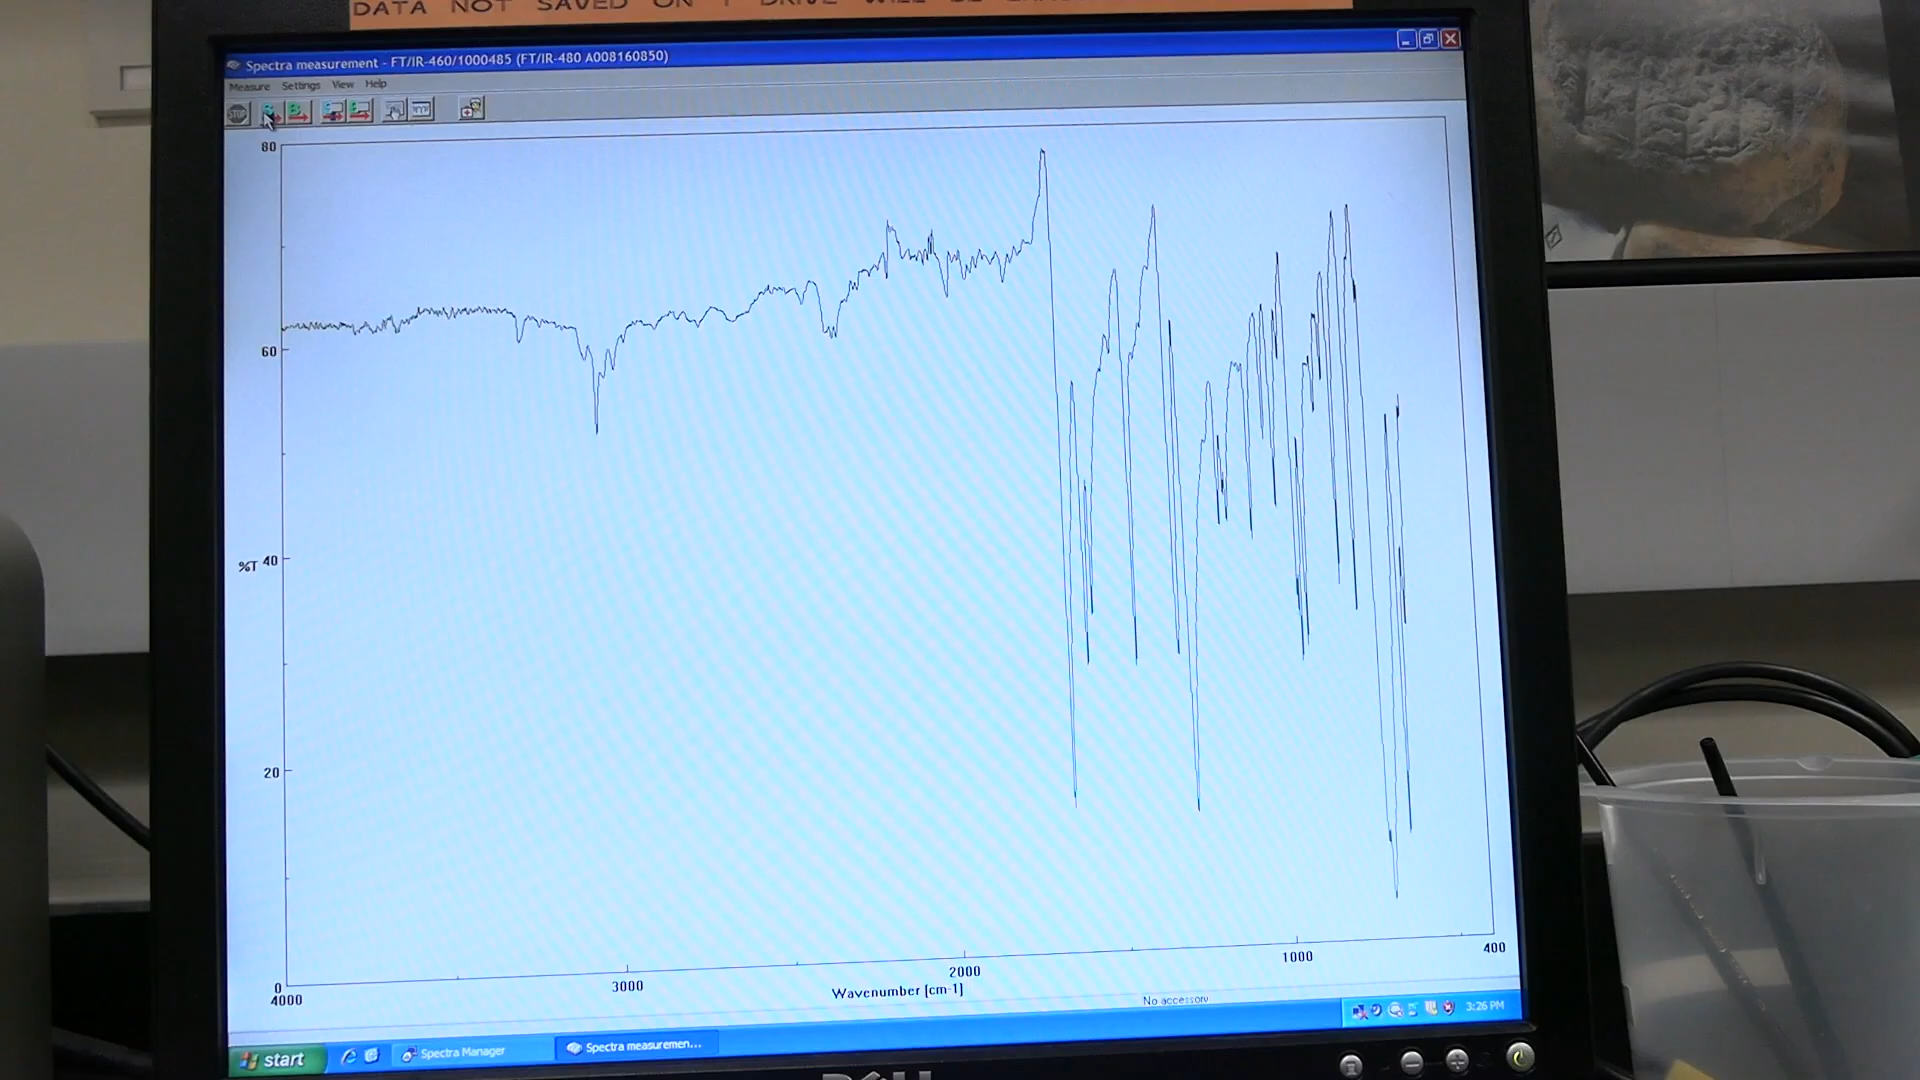 DATA NOT SAVED ON
Spectra measurement - FT/IR-460/1000485 (FT/IR-480 A008160850)
Measure Settings View Help
STOP
80
60
%T 40
20
0
4000 3000 2000 1000 400
Wavenumber [cm-1]
No accessory
start Spectra Manager Spectra measuremen... 3:26 PM
DELL